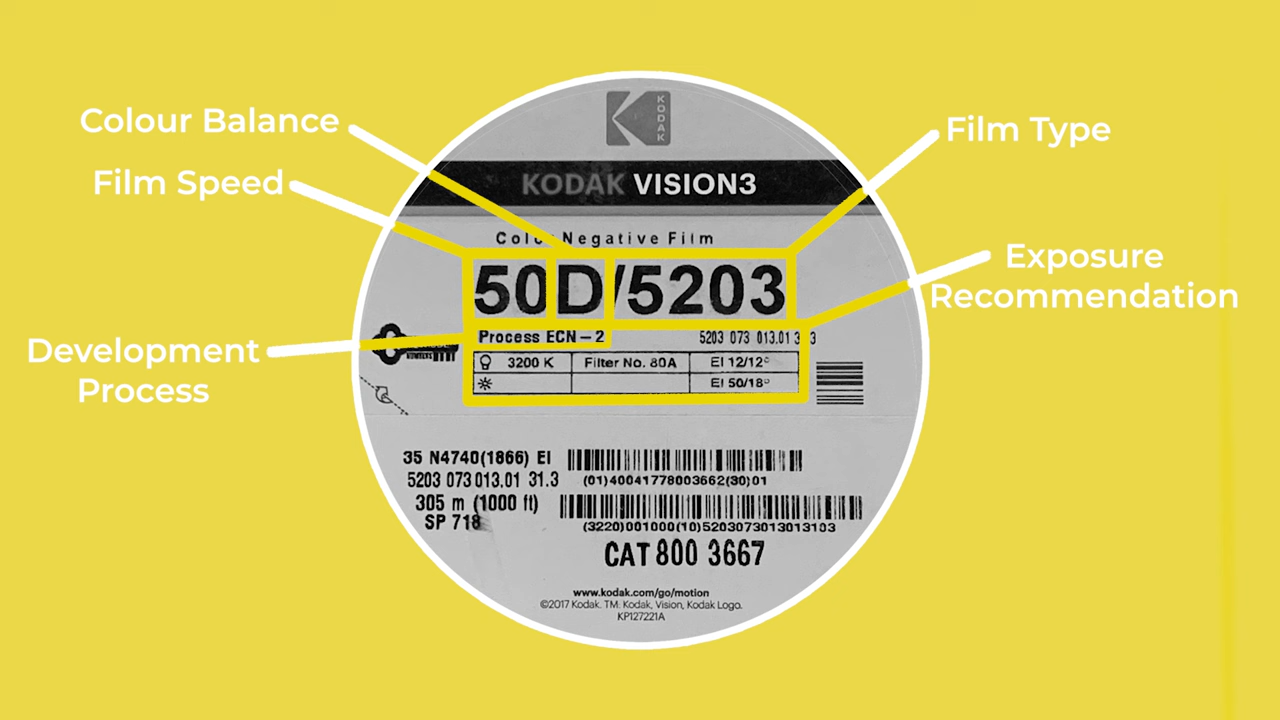 Colour Balance
Film Speed
Development
Process
Film Type
Exposure
Recommendation
KODAK
KODAK VISION3
Color Negative Film
50D/5203
Process ECN-2
5203 073 013.01 3 3
3200 K Filter No. 80A EI 12/12°
EI 50/18°
35 N4740(1866) EI
5203 073 013.01 31.3
305 m (1000 ft)
SP 718
(01)40041778003662(30)01
(3220)001000(10)5203073013013103
CAT 800 3667
www.kodak.com/go/motion
©2017 Kodak. TM. Kodak, Vision, Kodak Logo.
KP127221A